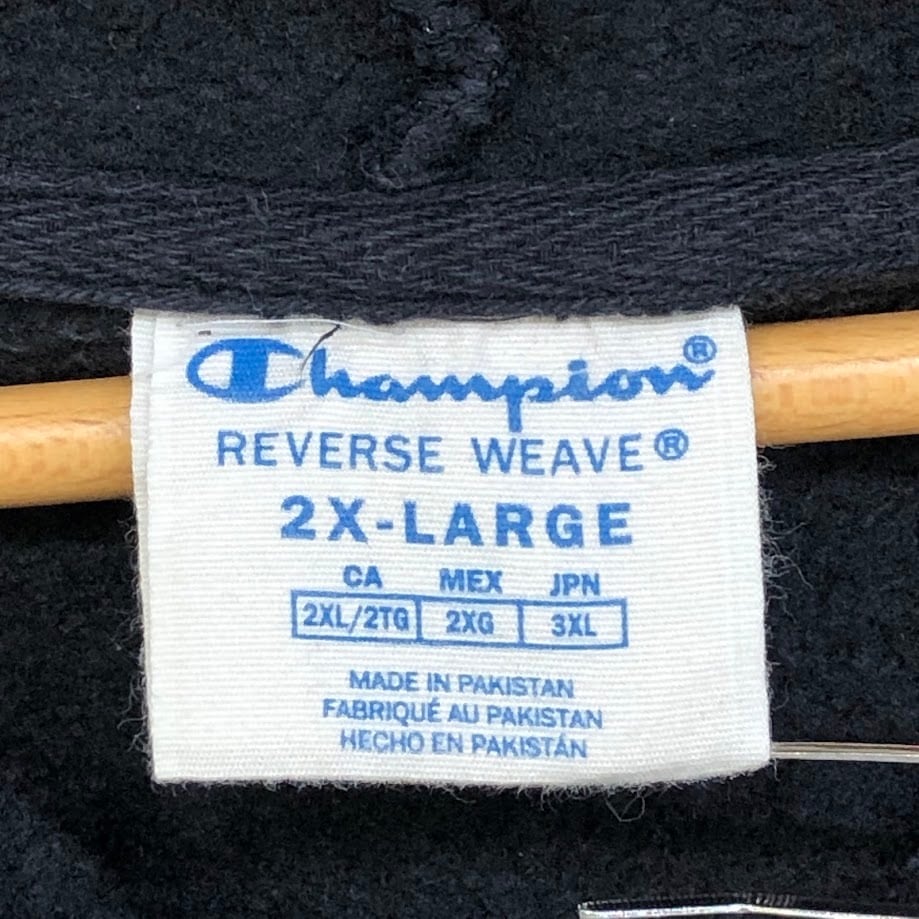 Champion®
REVERSE WEAVE®
2X-LARGE
CA MEX JPN
2XL/2TG 2XG 3XL
MADE IN PAKISTAN
FABRIQUÉ AU PAKISTAN
HECHO EN PAKISTÁN